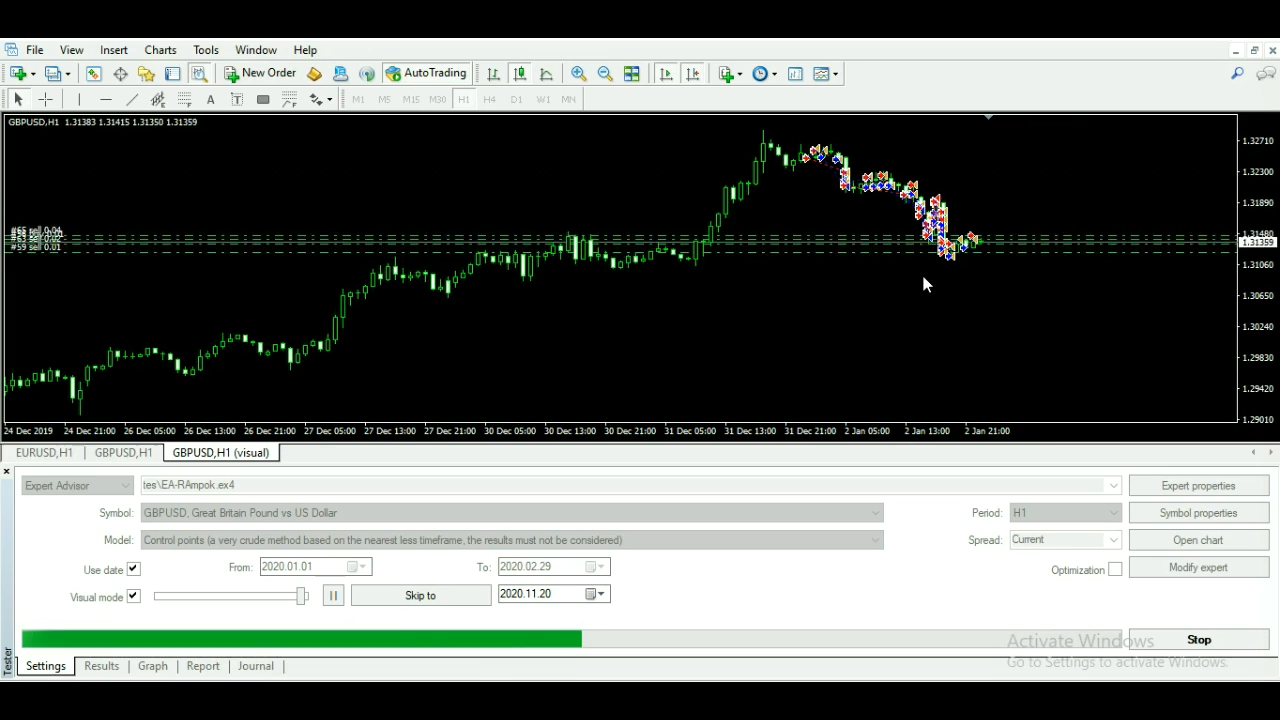 File View Insert Charts Tools Window Help
New Order AutoTrading
A T M1 M5 M15 M30 H1 H4 D1 W1 MN
GBPUSD,H1 1.31383 1.31415 1.31350 1.31359
1.32710
1.32300
1.31890
1.31480
1.31359
1.31060
1.30650
1.30240
1.29830
1.29420
1.29010
#59 sell 0.01
24 Dec 2019 24 Dec 21:00 26 Dec 05:00 26 Dec 13:00 26 Dec 21:00 27 Dec 05:00 27 Dec 13:00 27 Dec 21:00 30 Dec 05:00 30 Dec 13:00 30 Dec 21:00 31 Dec 05:00 31 Dec 13:00 31 Dec 21:00 2 Jan 05:00 2 Jan 13:00 2 Jan 21:00
EURUSD,H1 GBPUSD,H1 GBPUSD,H1 (visual)
Expert Advisor tes\EA-RAmpok.ex4 Expert properties
Symbol: GBPUSD, Great Britain Pound vs US Dollar Period: H1 Symbol properties
Model: Control points (a very crude method based on the nearest less timeframe, the results must not be considered) Spread: Current Open chart
Use date From: 2020.01.01 To: 2020.02.29 Optimization Modify expert
Visual mode Skip to 2020.11.20
Activate Windows
Stop
Go to Settings to activate Windows.
Tester
Settings Results Graph Report Journal